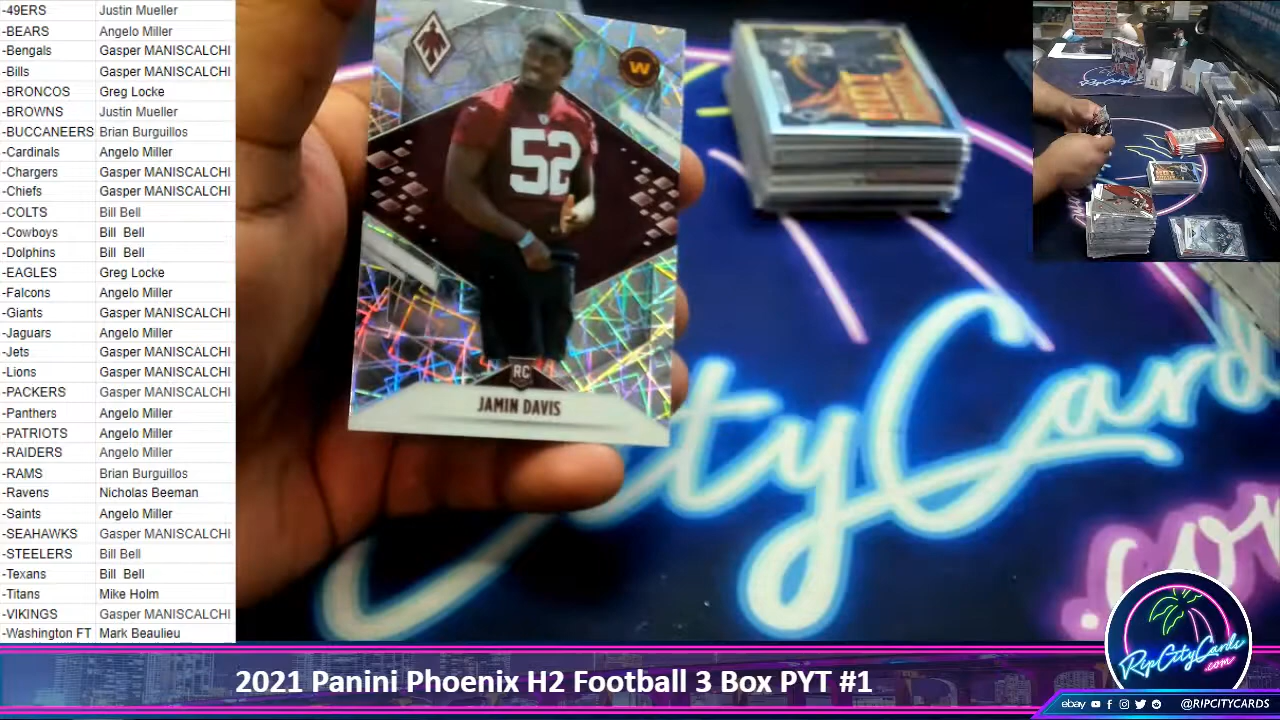 -49ERS Justin Mueller
-BEARS Angelo Miller
-Bengals Gasper MANISCALCHI
-Bills Gasper MANISCALCHI
-BRONCOS Greg Locke
-BROWNS Justin Mueller
-BUCCANEERS Brian Burguillos
-Cardinals Angelo Miller
-Chargers Gasper MANISCALCHI
-Chiefs Gasper MANISCALCHI
-COLTS Bill Bell
-Cowboys Bill Bell
-Dolphins Bill Bell
-EAGLES Greg Locke
-Falcons Angelo Miller
-Giants Gasper MANISCALCHI
-Jaguars Angelo Miller
-Jets Gasper MANISCALCHI
-Lions Gasper MANISCALCHI
-PACKERS Gasper MANISCALCHI
-Panthers Angelo Miller
-PATRIOTS Angelo Miller
-RAIDERS Angelo Miller
-RAMS Brian Burguillos
-Ravens Nicholas Beeman
-Saints Angelo Miller
-SEAHAWKS Gasper MANISCALCHI
-STEELERS Bill Bell
-Texans Bill Bell
-Titans Mike Holm
-VIKINGS Gasper MANISCALCHI
-Washington FT Mark Beaulieu
W
52
RC
JAMIN DAVIS
ityCard
.co
RipCityCards
.com
2021 Panini Phoenix H2 Football 3 Box PYT #1
ebay @RIPCITYCARDS